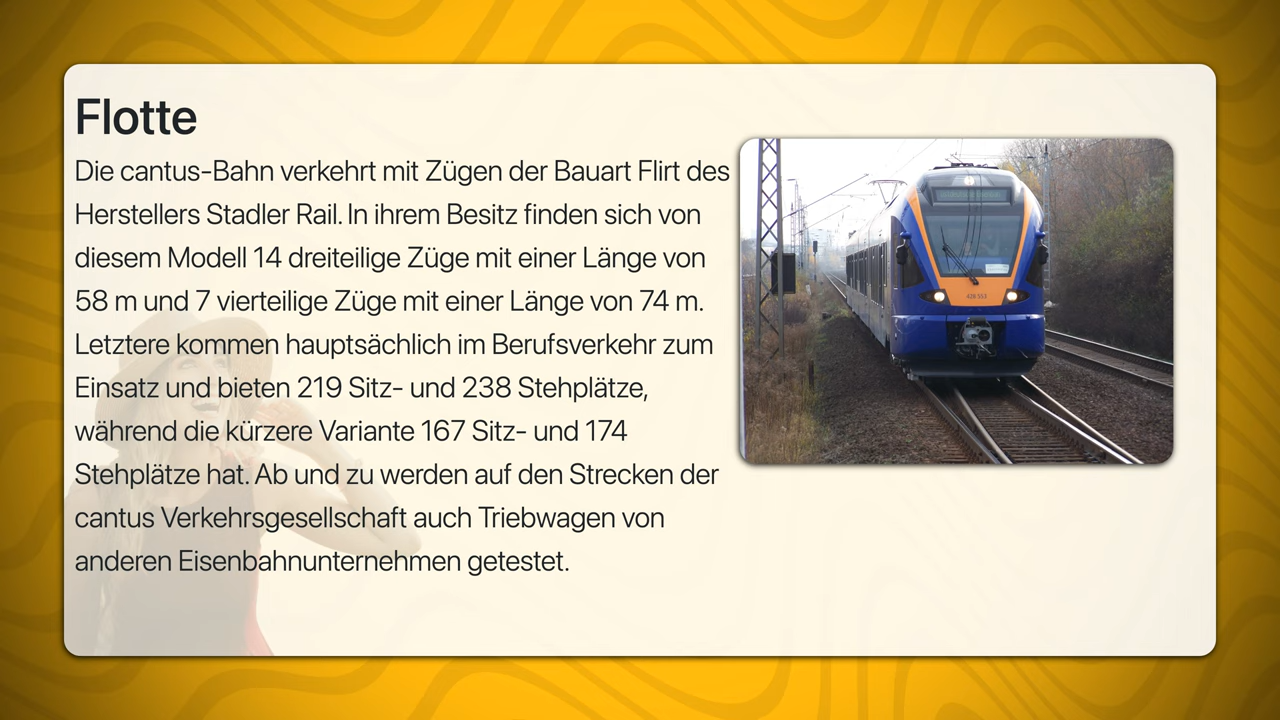 Flotte
Die cantus-Bahn verkehrt mit Zügen der Bauart Flirt des
Herstellers Stadler Rail. In ihrem Besitz finden sich von
diesem Modell 14 dreiteilige Züge mit einer Länge von
58 m und 7 vierteilige Züge mit einer Länge von 74 m.
Letztere kommen hauptsächlich im Berufsverkehr zum
Einsatz und bieten 219 Sitz- und 238 Stehplätze,
während die kürzere Variante 167 Sitz- und 174
Stehplätze hat. Ab und zu werden auf den Strecken der
cantus Verkehrsgesellschaft auch Triebwagen von
anderen Eisenbahnunternehmen getestet.